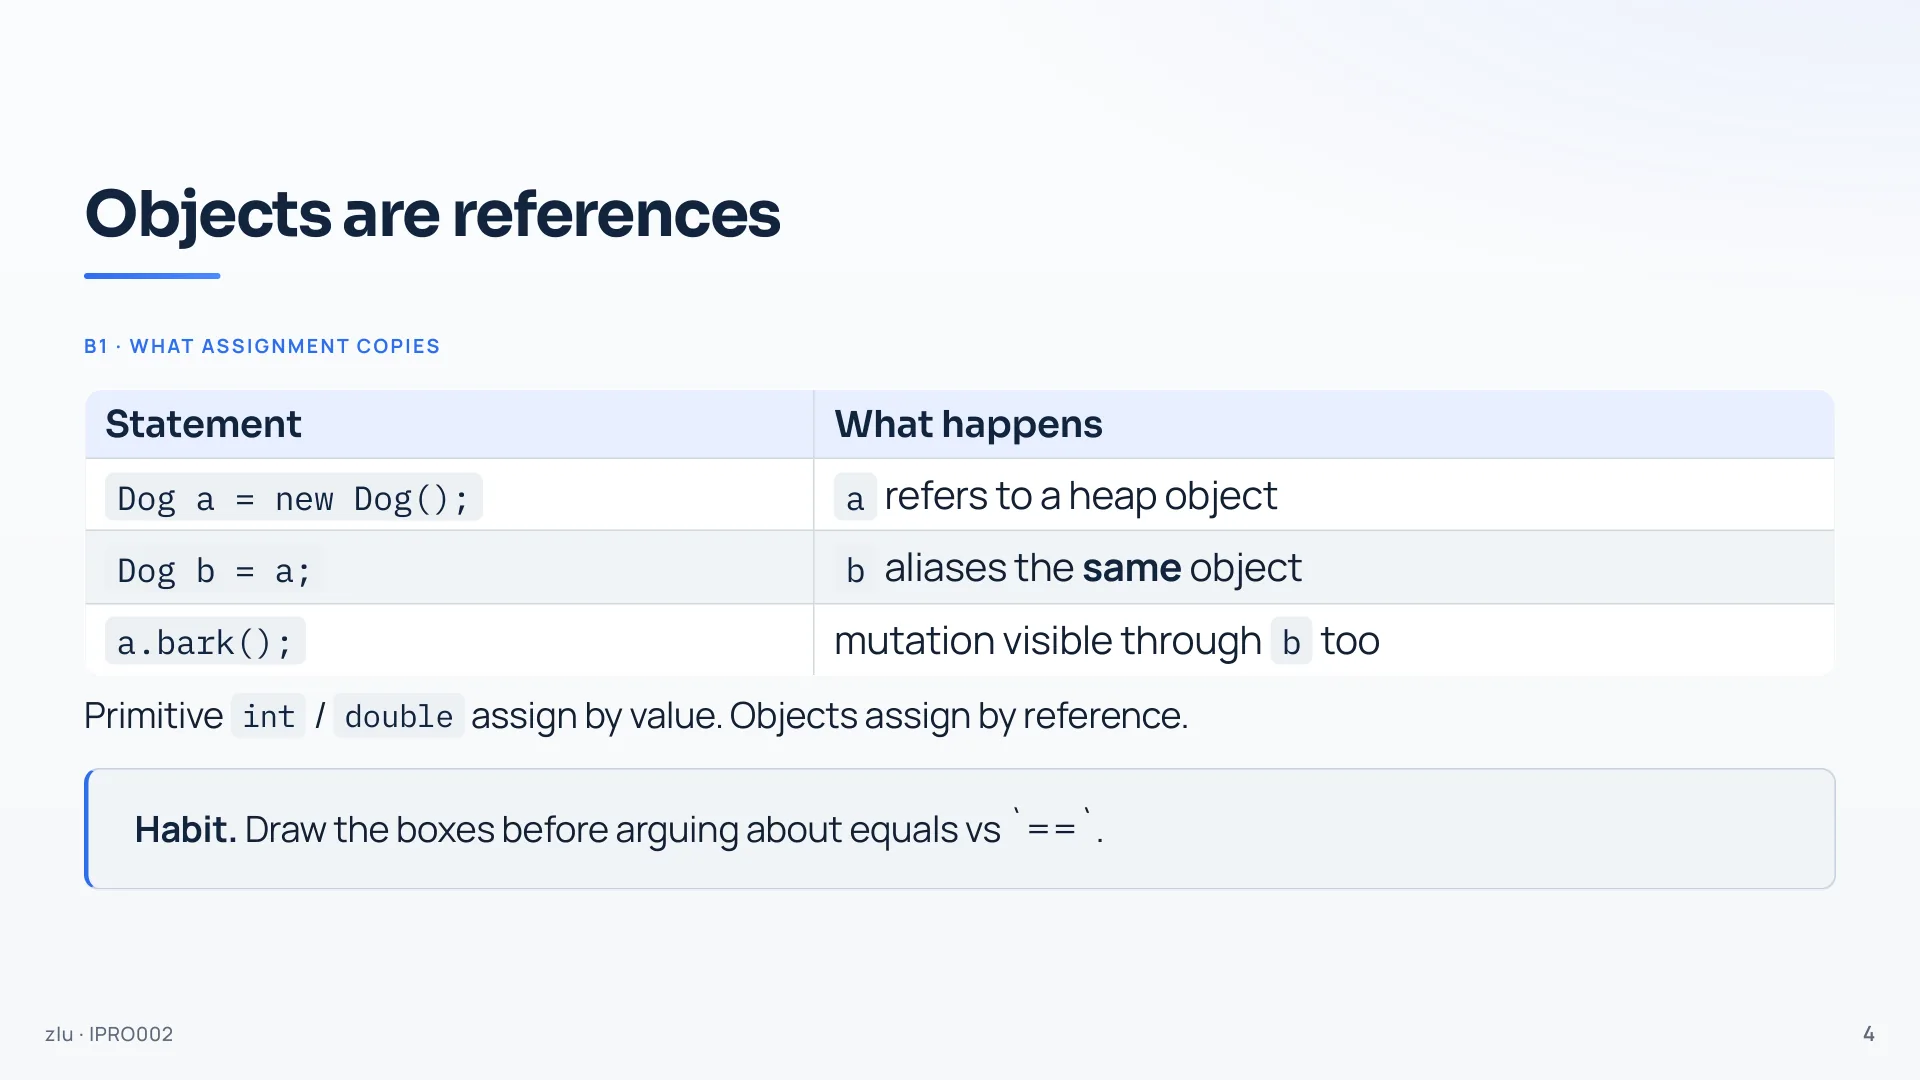 Objects are references
B1 · WHAT ASSIGNMENT COPIES
Statement What happens
Dog a = new Dog(); a refers to a heap object
Dog b = a; b aliases the same object
a.bark(); mutation visible through b too
Primitive int / double assign by value. Objects assign by reference.
Habit. Draw the boxes before arguing about equals vs `==`.
zlu · IPRO002 4